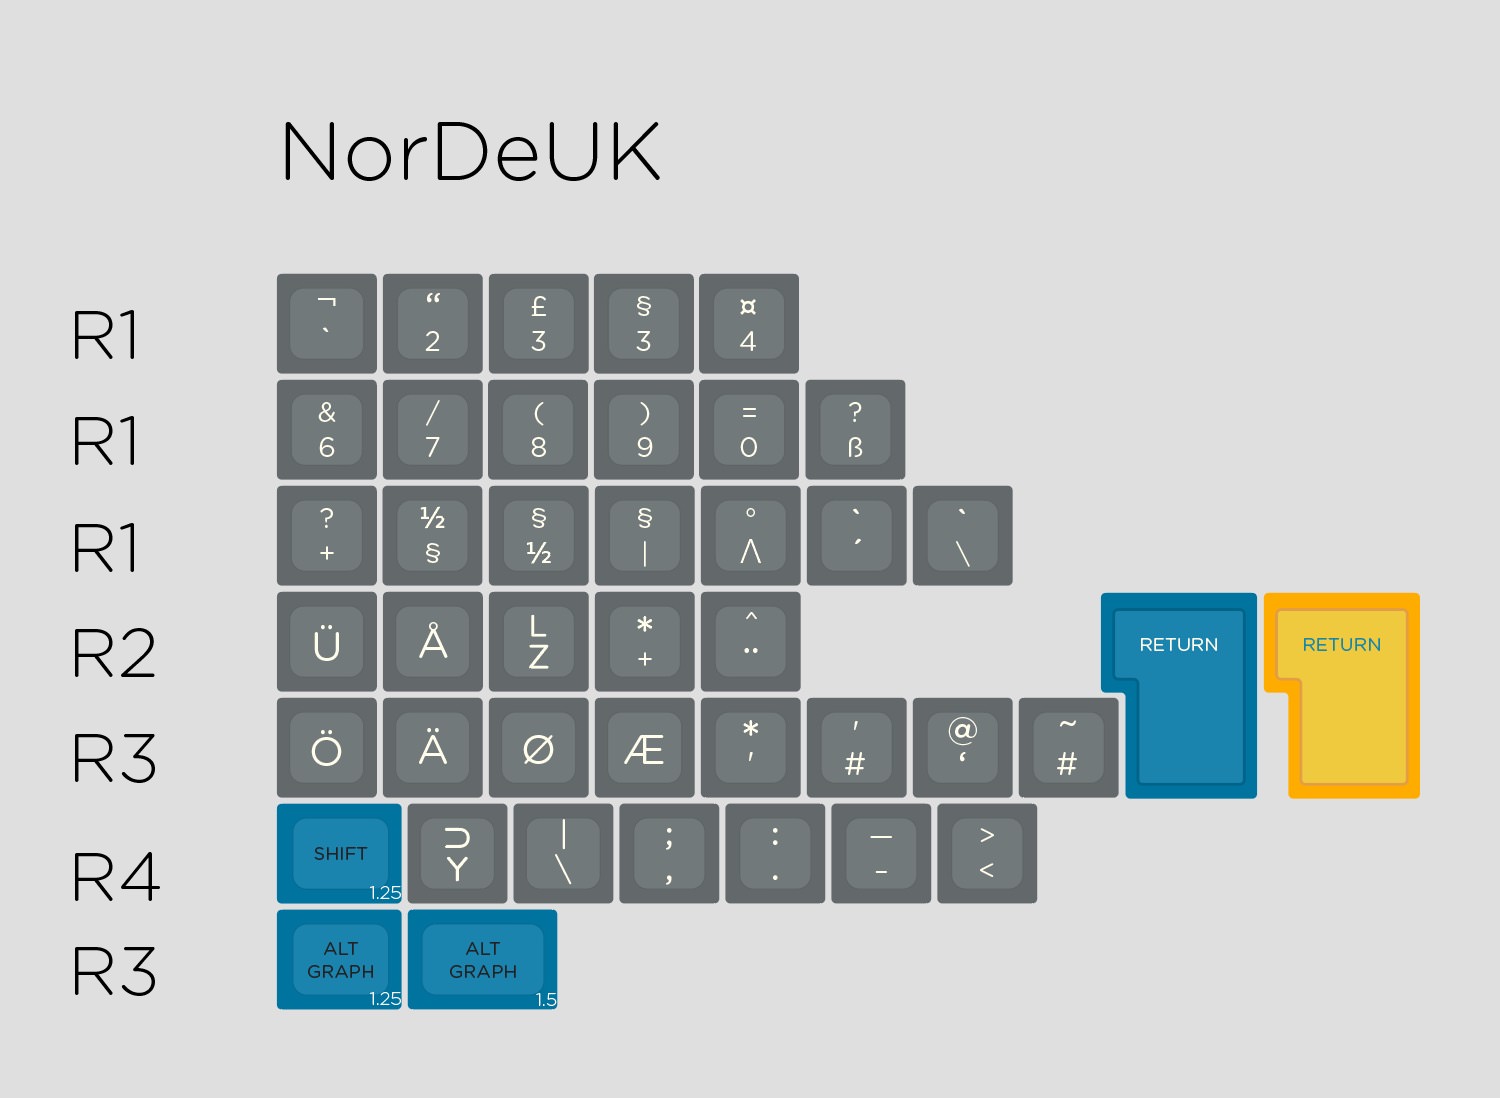 NorDeUK
R1
¬ “ £ § ¤
` 2 3 3 4
R1
& / ( ) = ?
6 7 8 9 0 ß
R1
? ½ § § ° ` `
+ § ½ | Λ ´ \
R2
Ü Å L * ^
Z + ¨
RETURN RETURN
R3
Ö Ä Ø Æ * ' @ ~
' # ‘ #
R4
SHIFT
1.25
⊃ | ; : — >
Y \ , . - <
R3
ALT
GRAPH
1.25
ALT
GRAPH
1.5